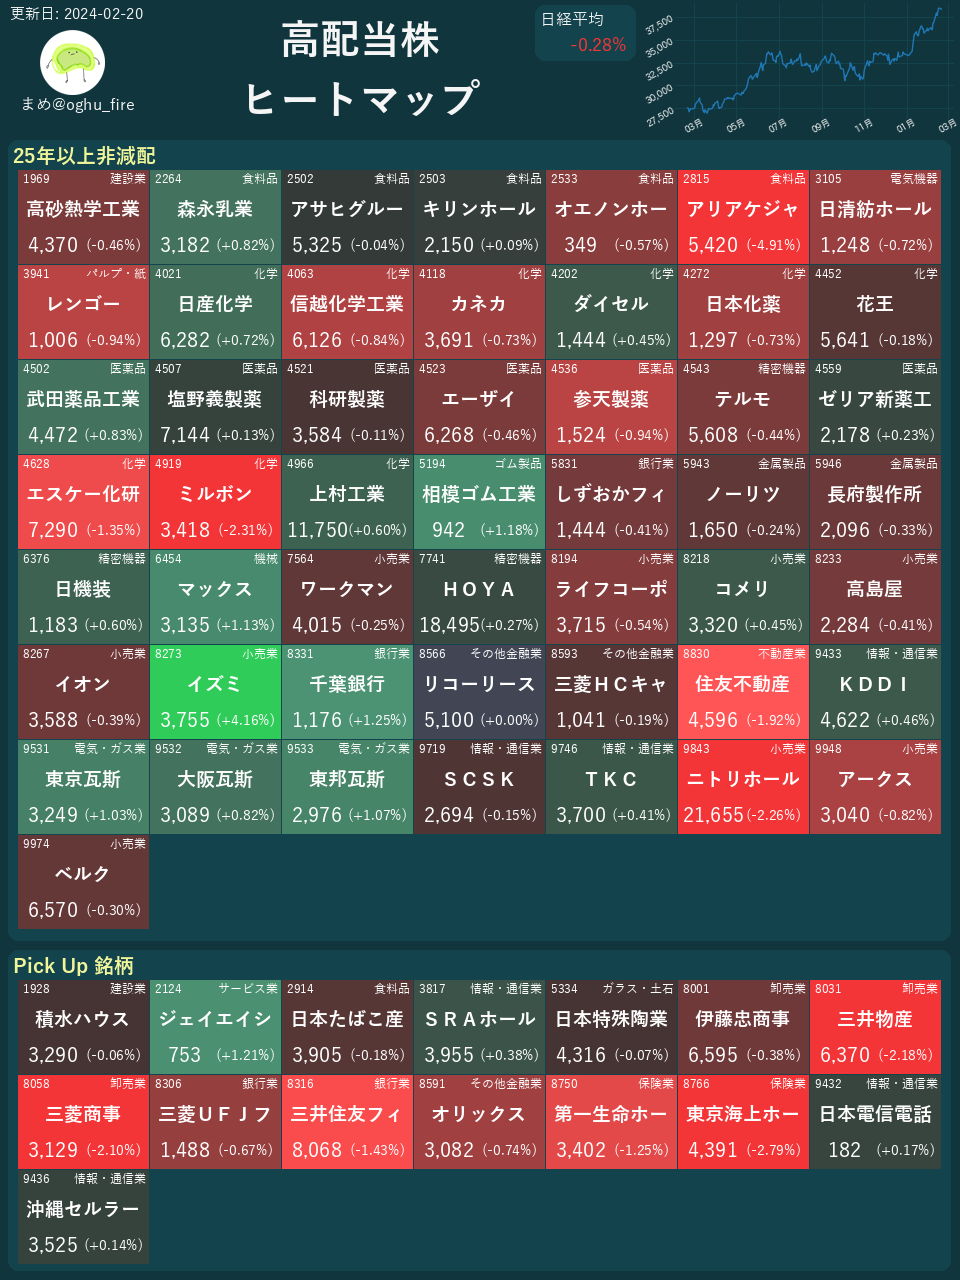 更新日: 2024-02-20
まめ@oghu_fire
高配当株
ヒートマップ
日経平均
-0.28%
37,500
35,000
32,500
30,000
27,500
03月 05月 07月 09月 11月 01月 03月
25年以上非減配
1969 建設業 2264 食料品 2502 食料品 2503 食料品 2533 食料品 2815 食料品 3105 電気機器
高砂熱学工業 森永乳業 アサヒグルー キリンホール オエノンホー アリアケジャ 日清紡ホール
4,370 (-0.46%) 3,182 (+0.82%) 5,325 (-0.04%) 2,150 (+0.09%) 349 (-0.57%) 5,420 (-4.91%) 1,248 (-0.72%)
3941 パルプ・紙 4021 化学 4063 化学 4118 化学 4202 化学 4272 化学 4452 化学
レンゴー 日産化学 信越化学工業 カネカ ダイセル 日本化薬 花王
1,006 (-0.94%) 6,282 (+0.72%) 6,126 (-0.84%) 3,691 (-0.73%) 1,444 (+0.45%) 1,297 (-0.73%) 5,641 (-0.18%)
4502 医薬品 4507 医薬品 4521 医薬品 4523 医薬品 4536 医薬品 4543 精密機器 4559 医薬品
武田薬品工業 塩野義製薬 科研製薬 エーザイ 参天製薬 テルモ ゼリア新薬工
4,472 (+0.83%) 7,144 (+0.13%) 3,584 (-0.11%) 6,268 (-0.46%) 1,524 (-0.94%) 5,608 (-0.44%) 2,178 (+0.23%)
4628 化学 4919 化学 4966 化学 5194 ゴム製品 5831 銀行業 5943 金属製品 5946 金属製品
エスケー化研 ミルボン 上村工業 相模ゴム工業 しずおかフィ ノーリツ 長府製作所
7,290 (-1.35%) 3,418 (-2.31%) 11,750(+0.60%) 942 (+1.18%) 1,444 (-0.41%) 1,650 (-0.24%) 2,096 (-0.33%)
6376 精密機器 6454 機械 7564 小売業 7741 精密機器 8194 小売業 8218 小売業 8233 小売業
日機装 マックス ワークマン ＨＯＹＡ ライフコーポ コメリ 高島屋
1,183 (+0.60%) 3,135 (+1.13%) 4,015 (-0.25%) 18,495(+0.27%) 3,715 (-0.54%) 3,320 (+0.45%) 2,284 (-0.41%)
8267 小売業 8273 小売業 8331 銀行業 8566 その他金融業 8593 その他金融業 8830 不動産業 9433 情報・通信業
イオン イズミ 千葉銀行 リコーリース 三菱ＨＣキャ 住友不動産 ＫＤＤＩ
3,588 (-0.39%) 3,755 (+4.16%) 1,176 (+1.25%) 5,100 (+0.00%) 1,041 (-0.19%) 4,596 (-1.92%) 4,622 (+0.46%)
9531 電気・ガス業 9532 電気・ガス業 9533 電気・ガス業 9719 情報・通信業 9746 情報・通信業 9843 小売業 9948 小売業
東京瓦斯 大阪瓦斯 東邦瓦斯 ＳＣＳＫ ＴＫＣ ニトリホール アークス
3,249 (+1.03%) 3,089 (+0.82%) 2,976 (+1.07%) 2,694 (-0.15%) 3,700 (+0.41%) 21,655(-2.26%) 3,040 (-0.82%)
9974 小売業
ベルク
6,570 (-0.30%)
Pick Up 銘柄
1928 建設業 2124 サービス業 2914 食料品 3817 情報・通信業 5334 ガラス・土石 8001 卸売業 8031 卸売業
積水ハウス ジェイエイシ 日本たばこ産 ＳＲＡホール 日本特殊陶業 伊藤忠商事 三井物産
3,290 (-0.06%) 753 (+1.21%) 3,905 (-0.18%) 3,955 (+0.38%) 4,316 (-0.07%) 6,595 (-0.38%) 6,370 (-2.18%)
8058 卸売業 8306 銀行業 8316 銀行業 8591 その他金融業 8750 保険業 8766 保険業 9432 情報・通信業
三菱商事 三菱ＵＦＪフ 三井住友フィ オリックス 第一生命ホー 東京海上ホー 日本電信電話
3,129 (-2.10%) 1,488 (-0.67%) 8,068 (-1.43%) 3,082 (-0.74%) 3,402 (-1.25%) 4,391 (-2.79%) 182 (+0.17%)
9436 情報・通信業
沖縄セルラー
3,525 (+0.14%)